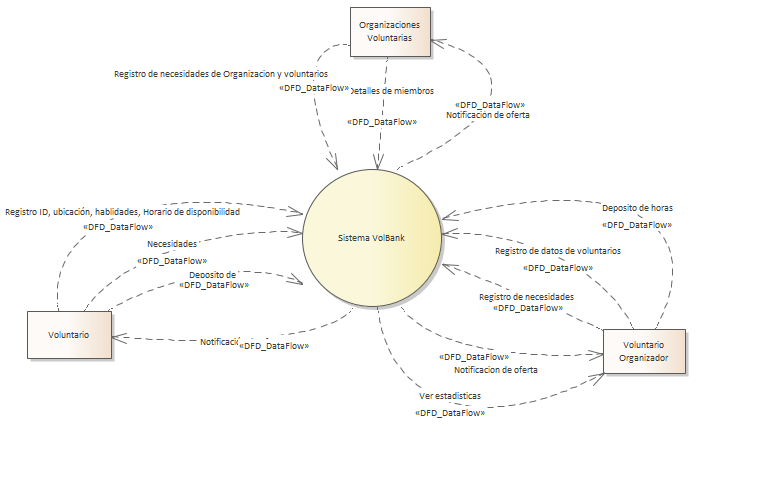 Organizaciones
Voluntarias
Registro de necesidades de Organizacion y voluntarios
«DFD_DataFlow»
Detalles de miembros
«DFD_DataFlow»
«DFD_DataFlow»
Notificación de oferta
Registro ID, ubicación, hablidades, Horario de disponibilidad
«DFD_DataFlow»
Necesidades
«DFD_DataFlow»
Deposito de
«DFD_DataFlow»
Sistema VolBank
Deposito de horas
«DFD_DataFlow»
Registro de datos de voluntarios
«DFD_DataFlow»
Registro de necesidades
«DFD_DataFlow»
Voluntario
«DFD_DataFlow»
Voluntario
Organizador
«DFD_DataFlow»
Notificacion de oferta
Ver estadisticas
«DFD_DataFlow»